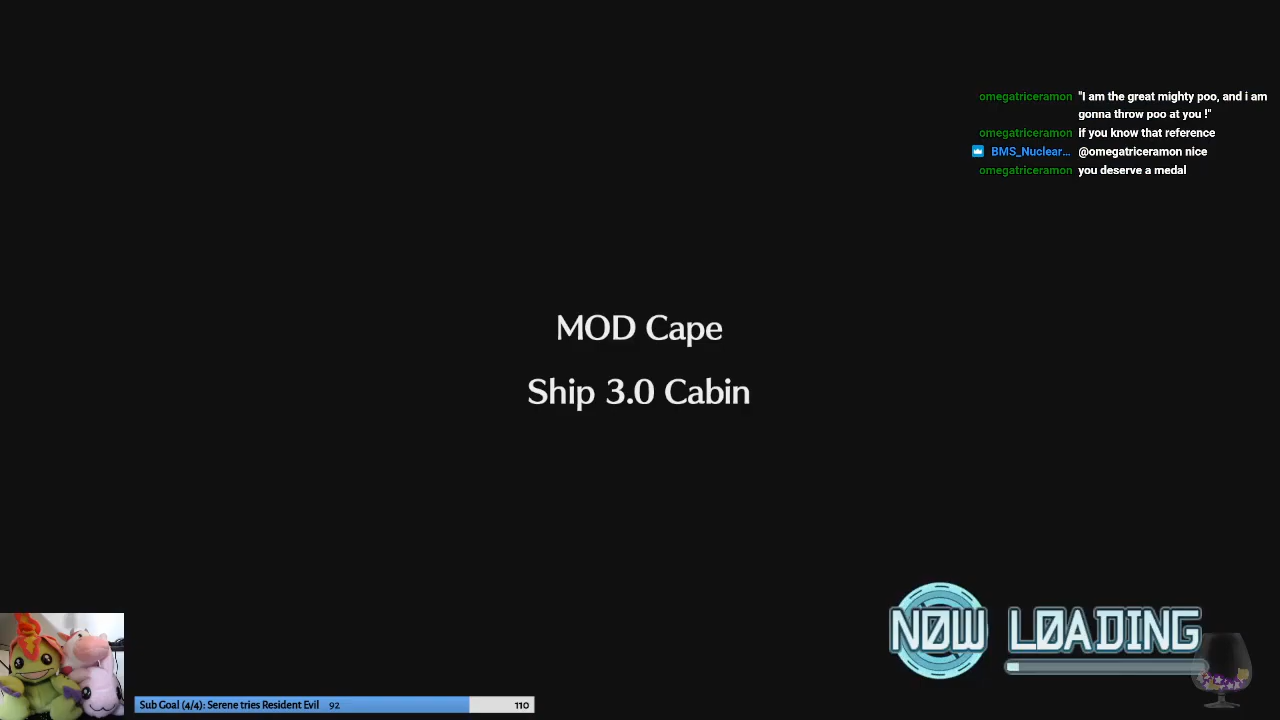 omegatriceramon "I am the great mighty poo, and i am
gonna throw poo at you !"
omegatriceramon if you know that reference
BMS_Nuclear... @omegatriceramon nice
omegatriceramon you deserve a medal
MOD Cape
Ship 3.0 Cabin
NOW LOADING
Sub Goal (4/4): Serene tries Resident Evil 92 110